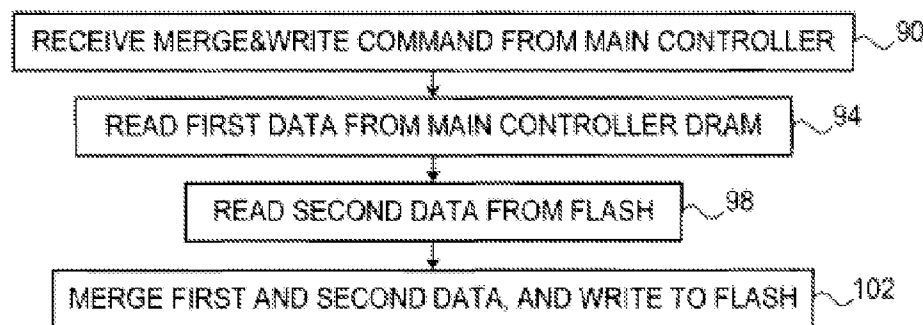 RECEIVE MERGE&WRITE COMMAND FROM MAIN CONTROLLER 90
READ FIRST DATA FROM MAIN CONTROLLER DRAM 94
READ SECOND DATA FROM FLASH 98
MERGE FIRST AND SECOND DATA, AND WRITE TO FLASH 102